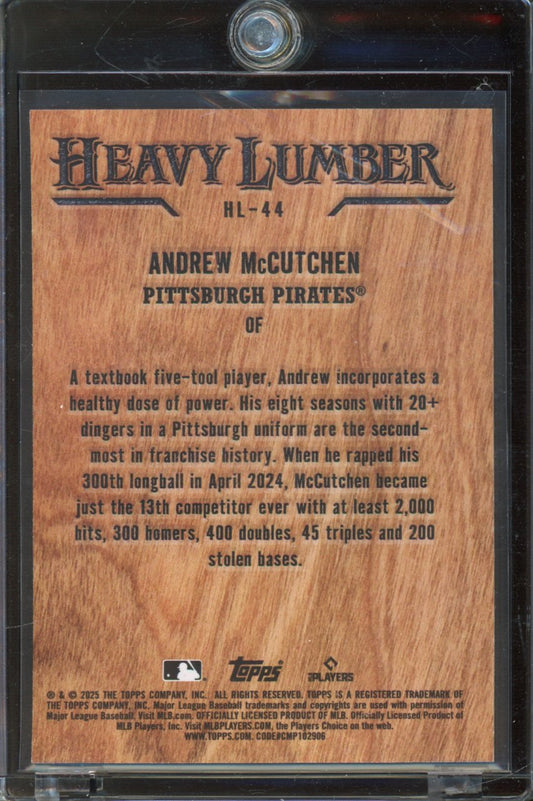 HEAVY LUMBER
HL-44
ANDREW McCUTCHEN
PITTSBURGH PIRATES®
OF
A textbook five-tool player, Andrew incorporates a
healthy dose of power. His eight seasons with 20+
dingers in a Pittsburgh uniform are the second-
most in franchise history. When he rapped his
300th longball in April 2024, McCutchen became
just the 13th competitor ever with at least 2,000
hits, 300 homers, 400 doubles, 45 triples and 200
stolen bases.
TOPPS PLAYERS
® & © 2025 THE TOPPS COMPANY, INC. ALL RIGHTS RESERVED. TOPPS IS A REGISTERED TRADEMARK OF
THE TOPPS COMPANY, INC. Major League Baseball trademarks and copyrights are used with permission of
Major League Baseball. Visit MLB.com. OFFICIALLY LICENSED PRODUCT OF MLB. Officially Licensed Product of
MLB Players, Inc. Visit MLBPLAYERS.COM, the Players Choice on the web.
WWW.TOPPS.COM. CODE#CMP102906